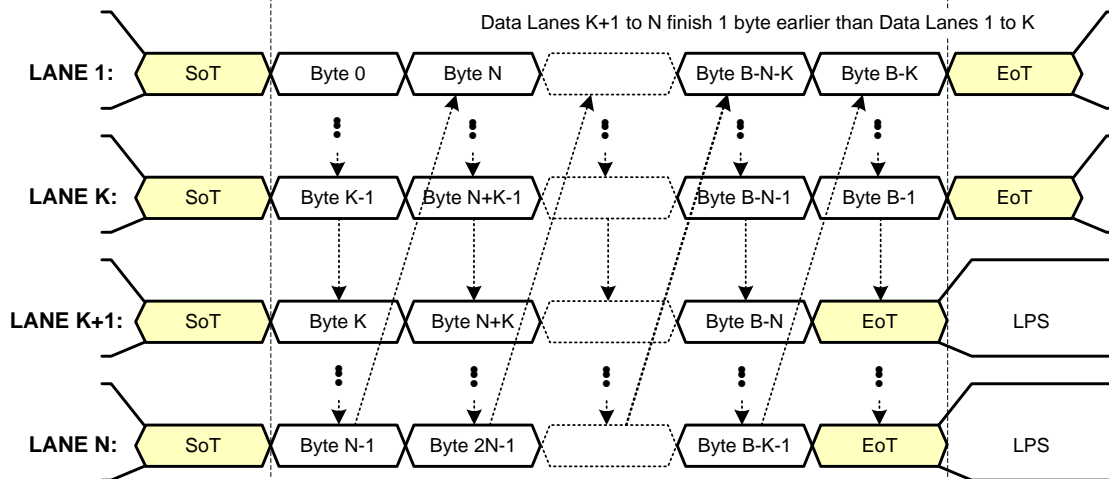 Data Lanes K+1 to N finish 1 byte earlier than Data Lanes 1 to K
LANE 1: SoT Byte 0 Byte N Byte B-N-K Byte B-K EoT
LANE K: SoT Byte K-1 Byte N+K-1 Byte B-N-1 Byte B-1 EoT
LANE K+1: SoT Byte K Byte N+K Byte B-N EoT LPS
LANE N: SoT Byte N-1 Byte 2N-1 Byte B-K-1 EoT LPS